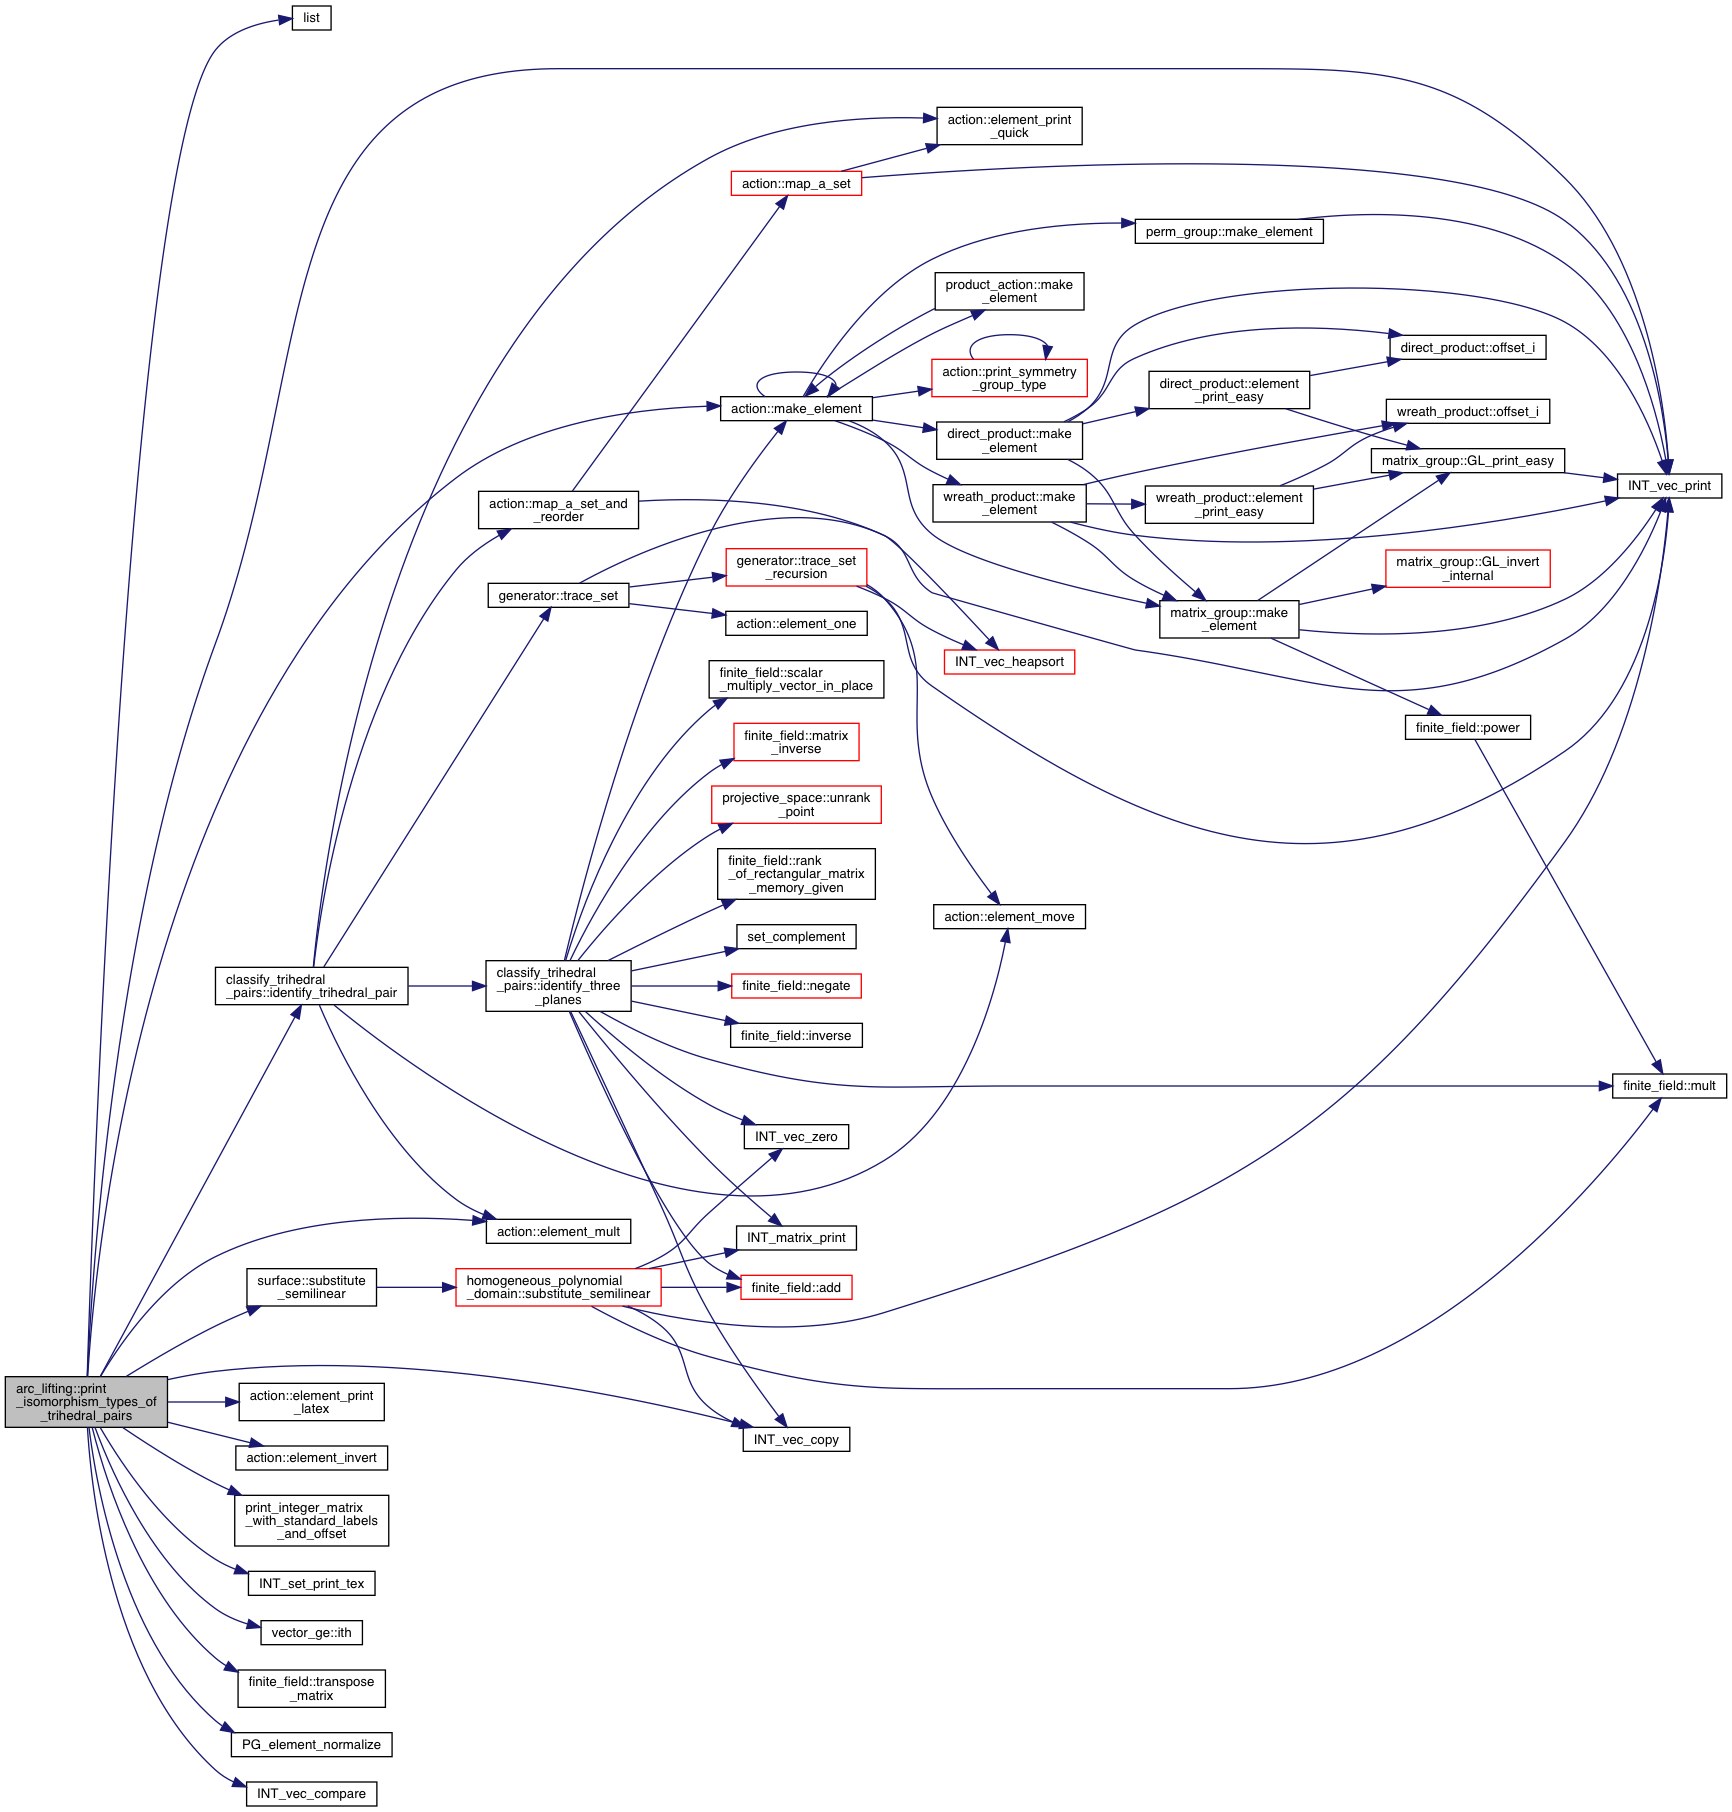 list
action::element_print
_quick
action::map_a_set
perm_group::make_element
product_action::make
_element
direct_product::offset_i
action::print_symmetry
_group_type
direct_product::element
_print_easy
action::make_element
wreath_product::offset_i
direct_product::make
_element
matrix_group::GL_print_easy
INT_vec_print
wreath_product::make
_element
wreath_product::element
_print_easy
action::map_a_set_and
_reorder
generator::trace_set
_recursion
matrix_group::GL_invert
_internal
generator::trace_set
action::element_one
matrix_group::make
_element
INT_vec_heapsort
finite_field::scalar
_multiply_vector_in_place
finite_field::power
finite_field::matrix
_inverse
projective_space::unrank
_point
finite_field::rank
_of_rectangular_matrix
_memory_given
action::element_move
set_complement
classify_trihedral
_pairs::identify_trihedral_pair
classify_trihedral
_pairs::identify_three
_planes
finite_field::negate
finite_field::inverse
finite_field::mult
INT_vec_zero
action::element_mult
INT_matrix_print
surface::substitute
_semilinear
homogeneous_polynomial
_domain::substitute_semilinear
finite_field::add
arc_lifting::print
_isomorphism_types_of
_trihedral_pairs
action::element_print
_latex
INT_vec_copy
action::element_invert
print_integer_matrix
_with_standard_labels
_and_offset
INT_set_print_tex
vector_ge::ith
finite_field::transpose
_matrix
PG_element_normalize
INT_vec_compare